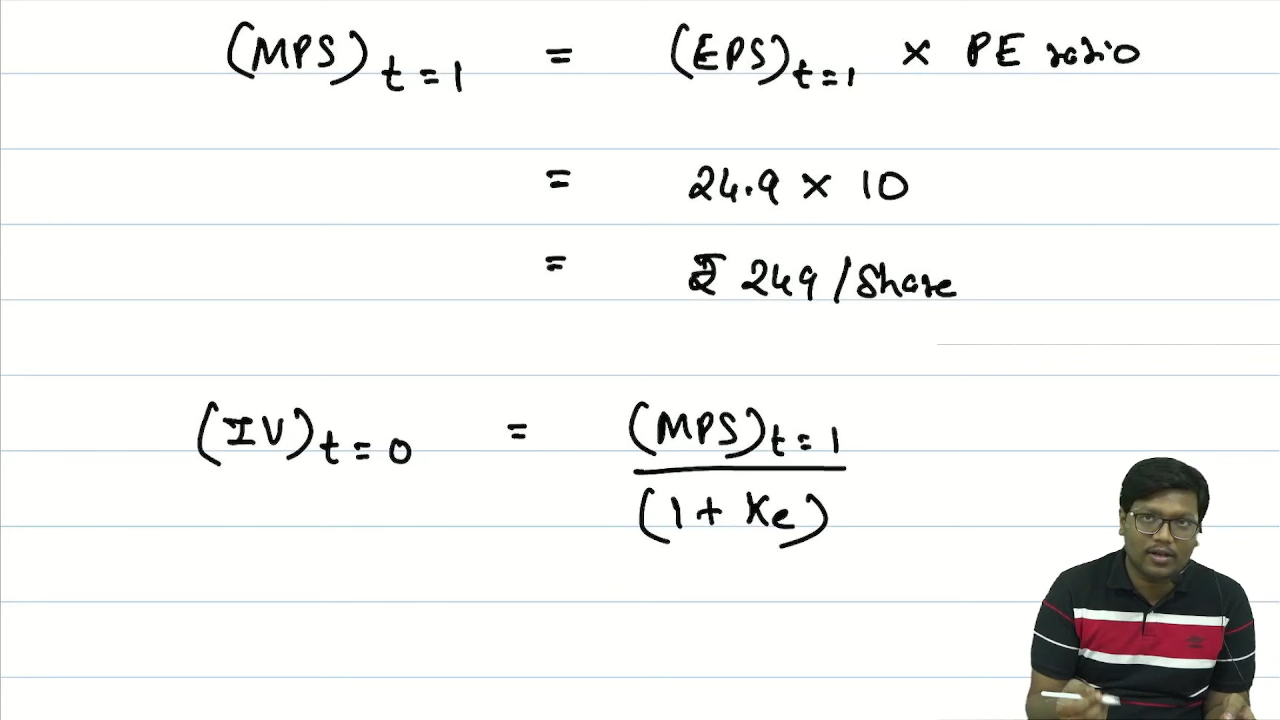 (MPS) t=1 = (EPS) t=1 × PE ratio
= 24.9 × 10
= ₹ 249 / Share
(IV) t=0 = (MPS) t=1
(1 + Ke)